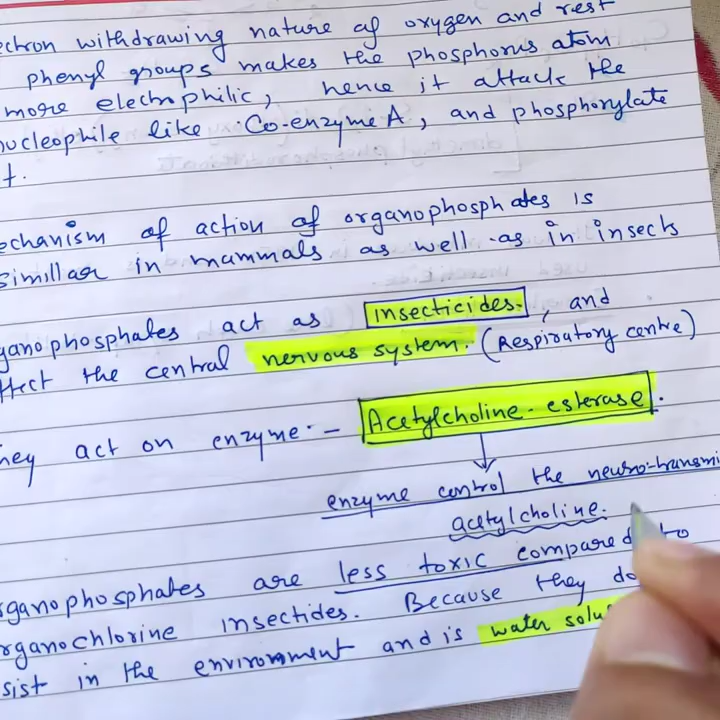 ectron withdrawing nature of oxygen and rest
phenyl groups makes the phosphorus atom
more elechophilic, hence it attack the
nucleophile like Co-enzyme A, and phosphorylate
t.
echanism of action of organophosphates is
simillar in mammals as well as in insects
ganophosphates act as insecticides, and
ffect the central nervous system. (Respiratory centre)
hey act on enzyme - Acetylcholine-esterase.
enzyme control the neuro-transmi
acetylcholine.
rganophosphates are less toxic compared to
rganochlorine insectides. Because they do
sist in the environment and is water solu